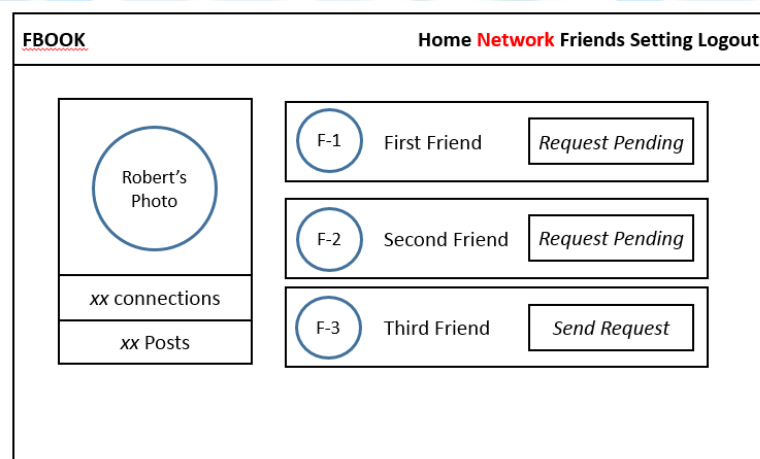 FBOOK
Home Network Friends Setting Logout
Robert's
Photo
xx connections
xx Posts
F-1 First Friend Request Pending
F-2 Second Friend Request Pending
F-3 Third Friend Send Request